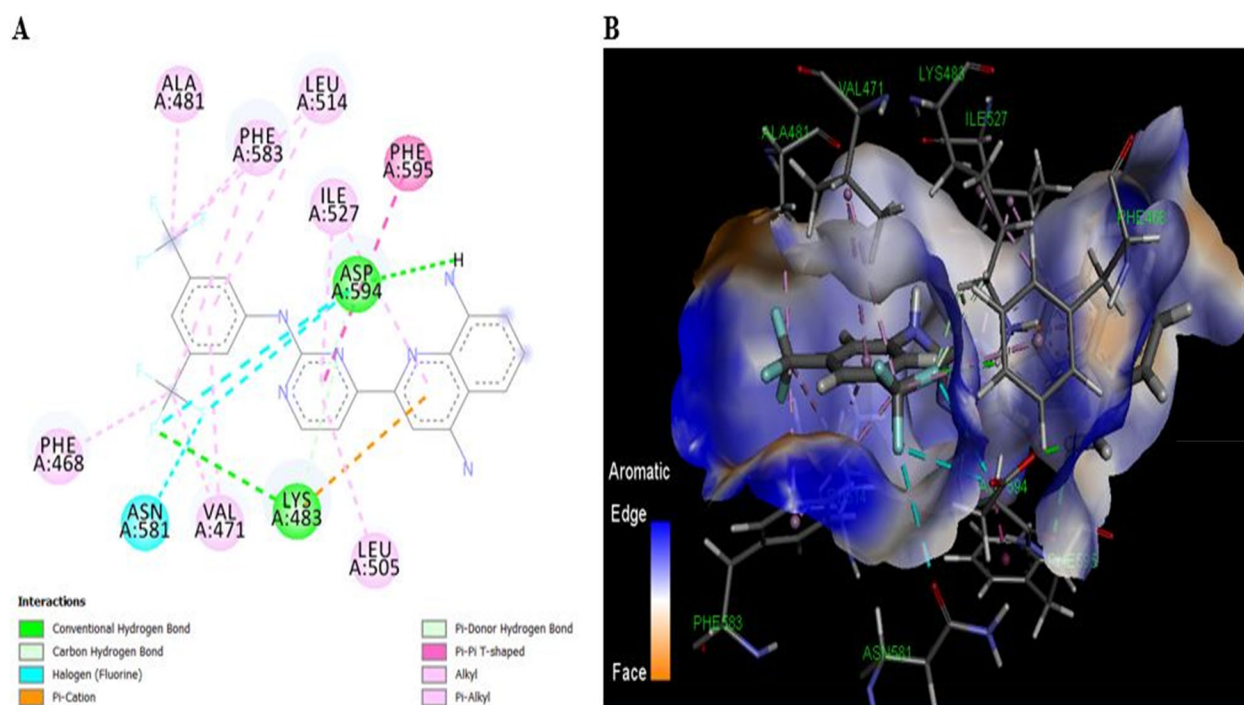 A
B
ALA
A:481
LEU
A:514
PHE
A:583
PHE
A:595
ILE
A:527
ASP
A:594
H
F
F
N
N
N
N
N
N
PHE
A:468
ASN
A:581
VAL
A:471
LYS
A:483
LEU
A:505
Interactions
Conventional Hydrogen Bond
Carbon Hydrogen Bond
Halogen (Fluorine)
Pi-Cation
Pi-Donor Hydrogen Bond
Pi-Pi T-shaped
Alkyl
Pi-Alkyl
VAL471
LYS483
ALA481
ILE527
PHE468
Aromatic
Edge
Face
PHE583
ASN581
PHE595